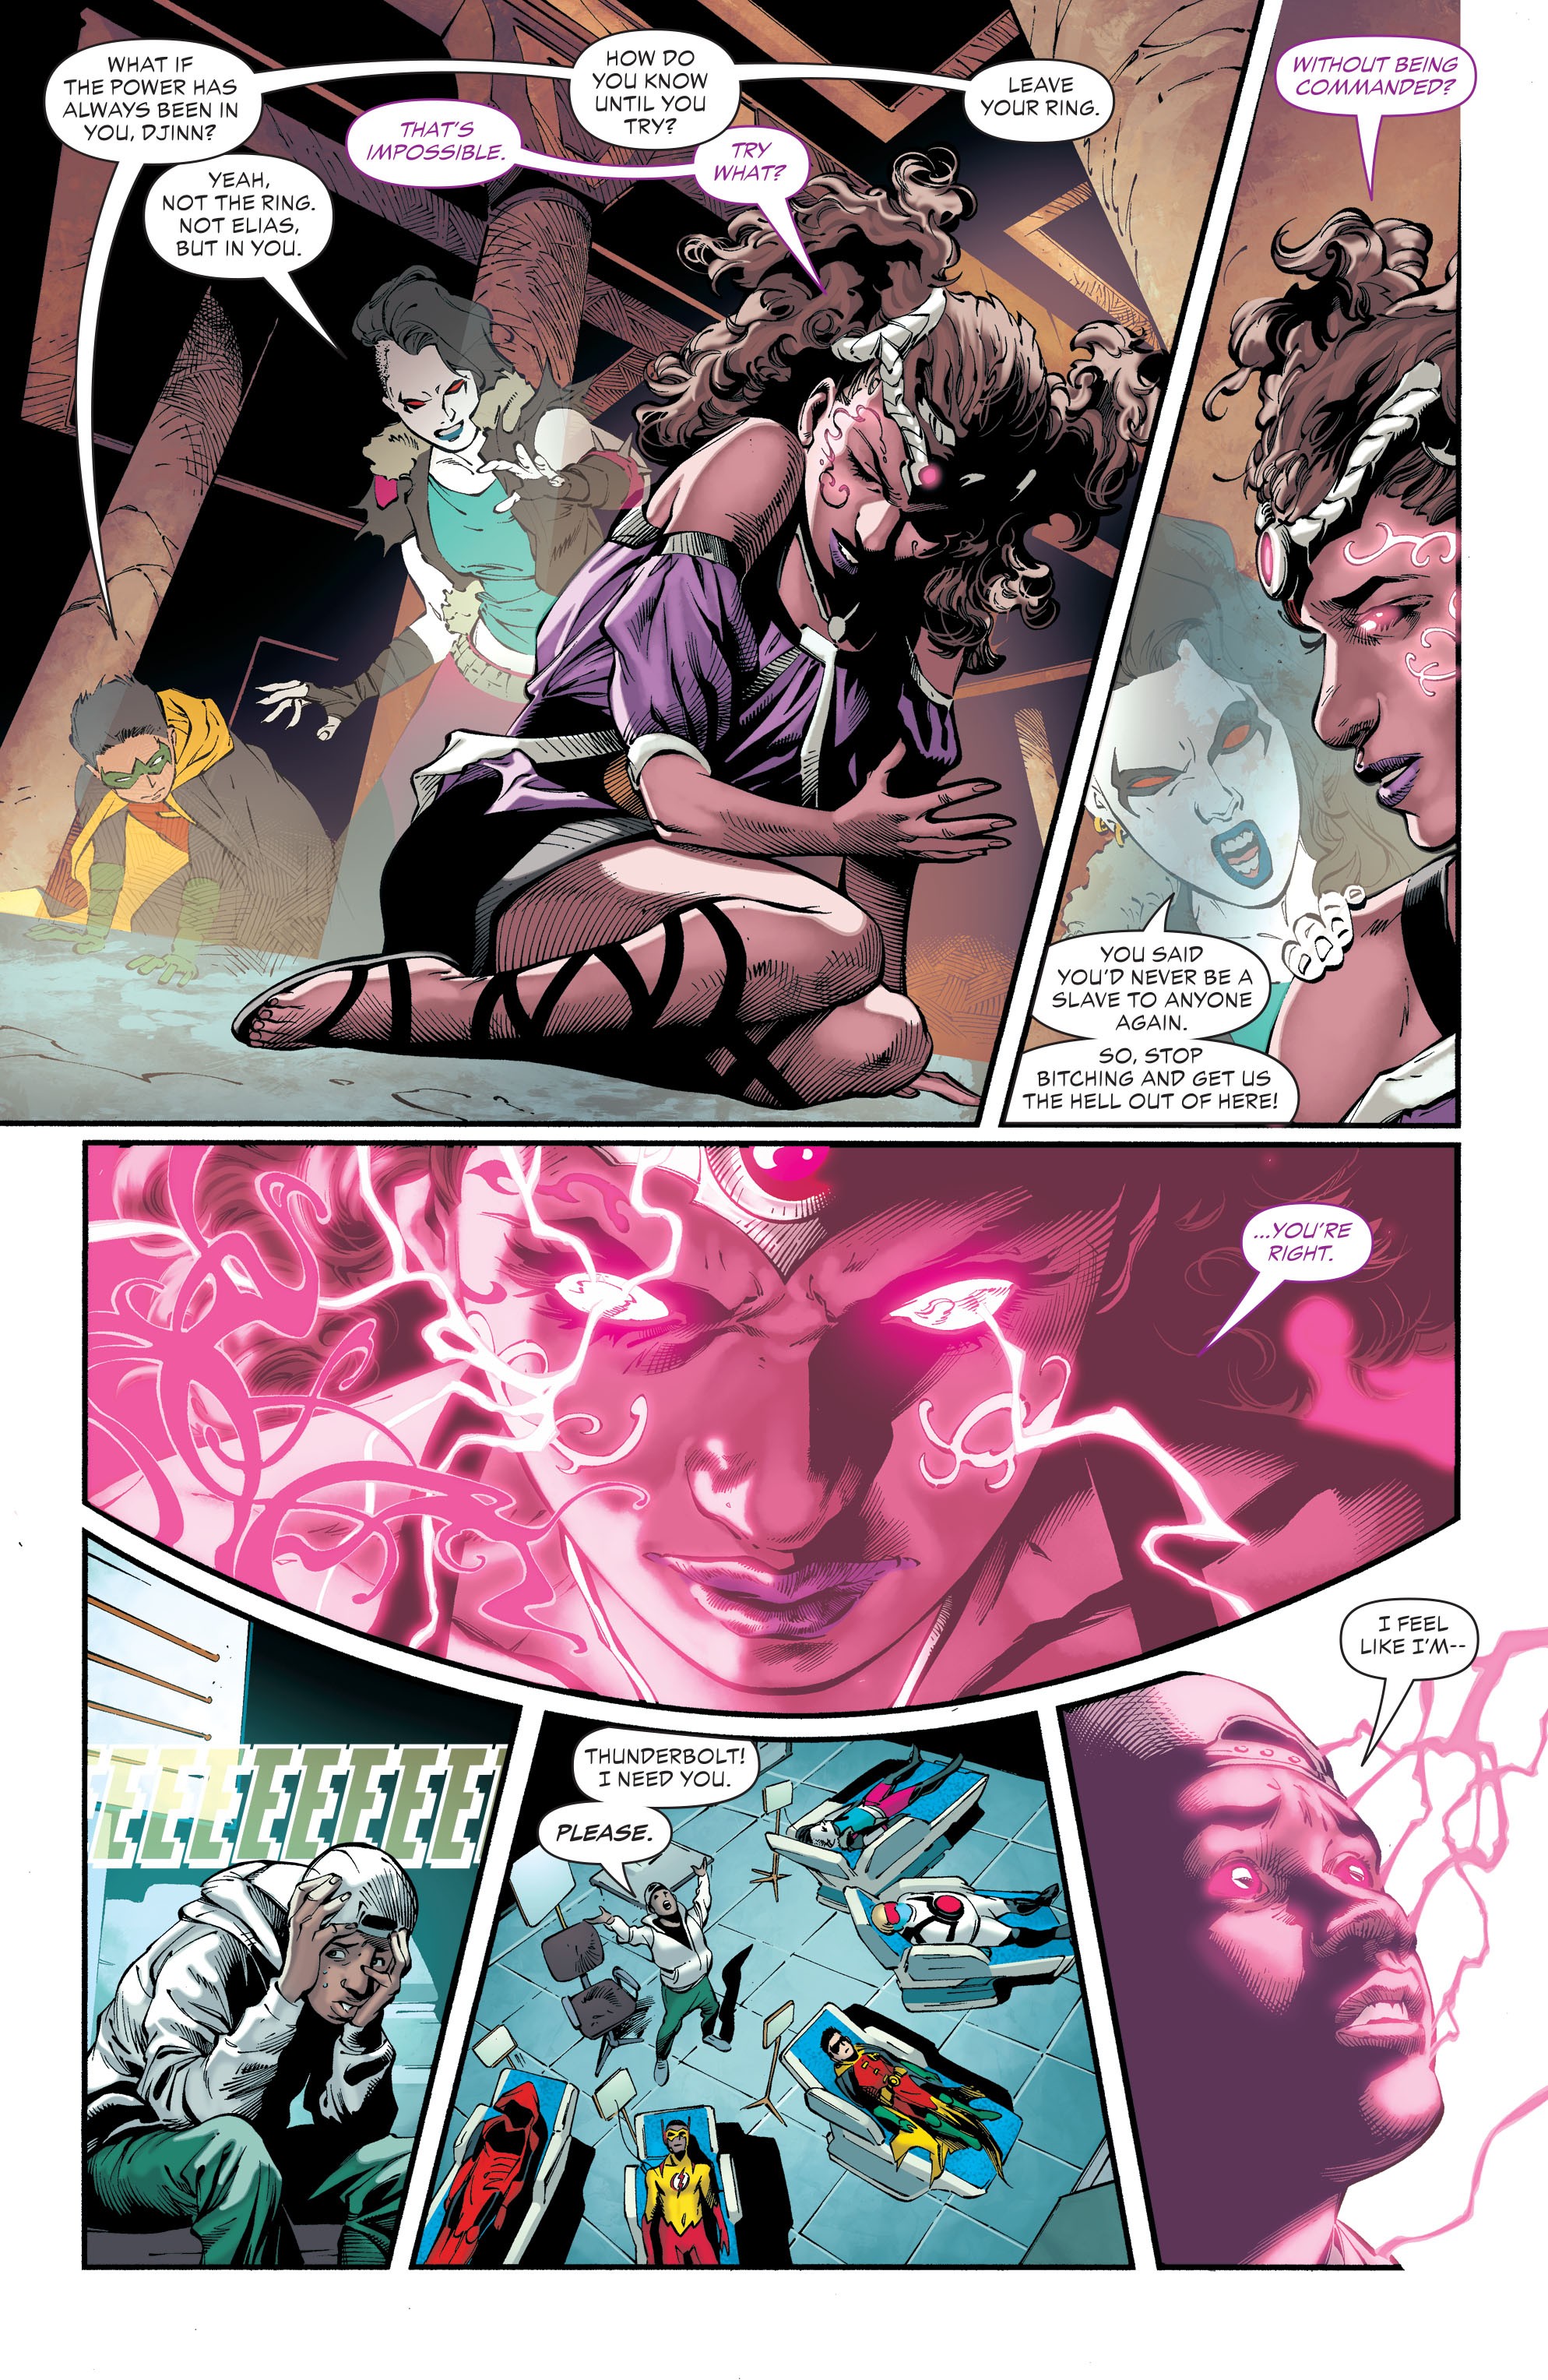 WHAT IF
THE POWER HAS
ALWAYS BEEN IN
YOU, DJINN?
YEAH,
NOT THE RING.
NOT ELIAS,
BUT IN YOU.
THAT'S
IMPOSSIBLE.
HOW DO
YOU KNOW
UNTIL YOU
TRY?
TRY
WHAT?
LEAVE
YOUR RING.
WITHOUT BEING
COMMANDED?
YOU SAID
YOU'D NEVER BE A
SLAVE TO ANYONE
AGAIN.
SO, STOP
BITCHING AND GET US
THE HELL OUT OF HERE!
...YOU'RE
RIGHT.
EEEEEEEEE
THUNDERBOLT!
I NEED YOU.
PLEASE.
I FEEL
LIKE I'M--